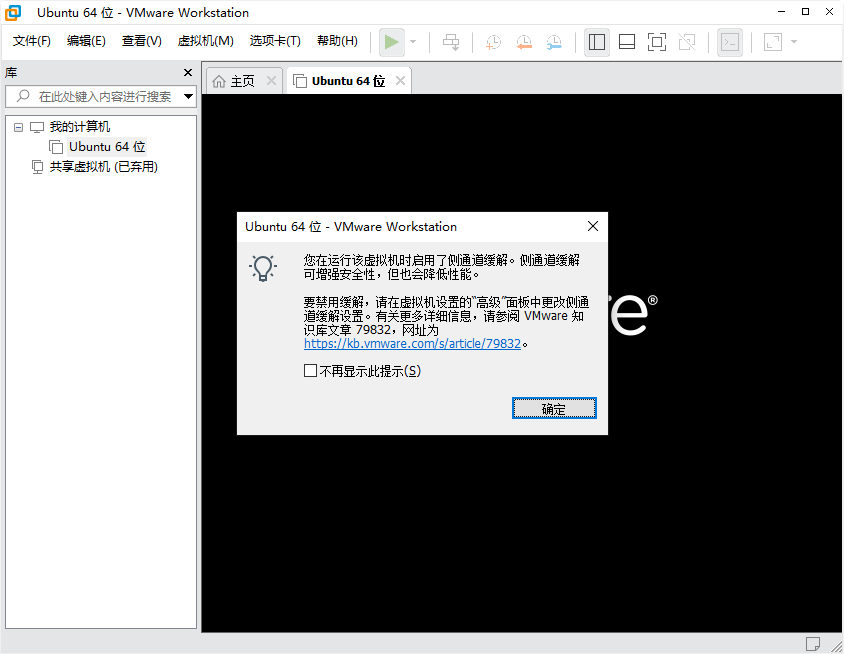 Ubuntu 64 位 - VMware Workstation
文件(F) 编辑(E) 查看(V) 虚拟机(M) 选项卡(T) 帮助(H)
库
在此处键入内容进行搜索
我的计算机
Ubuntu 64 位
共享虚拟机 (已弃用)
主页
Ubuntu 64 位
Ubuntu 64 位 - VMware Workstation
您在运行该虚拟机时启用了侧通道缓解。侧通道缓解
可增强安全性，但也会降低性能。
要禁用缓解，请在虚拟机设置的“高级”面板中更改侧通
道缓解设置。有关更多详细信息，请参阅 VMware 知
识库文章 79832，网址为
https://kb.vmware.com/s/article/79832。
不再显示此提示(S)
确定
re®